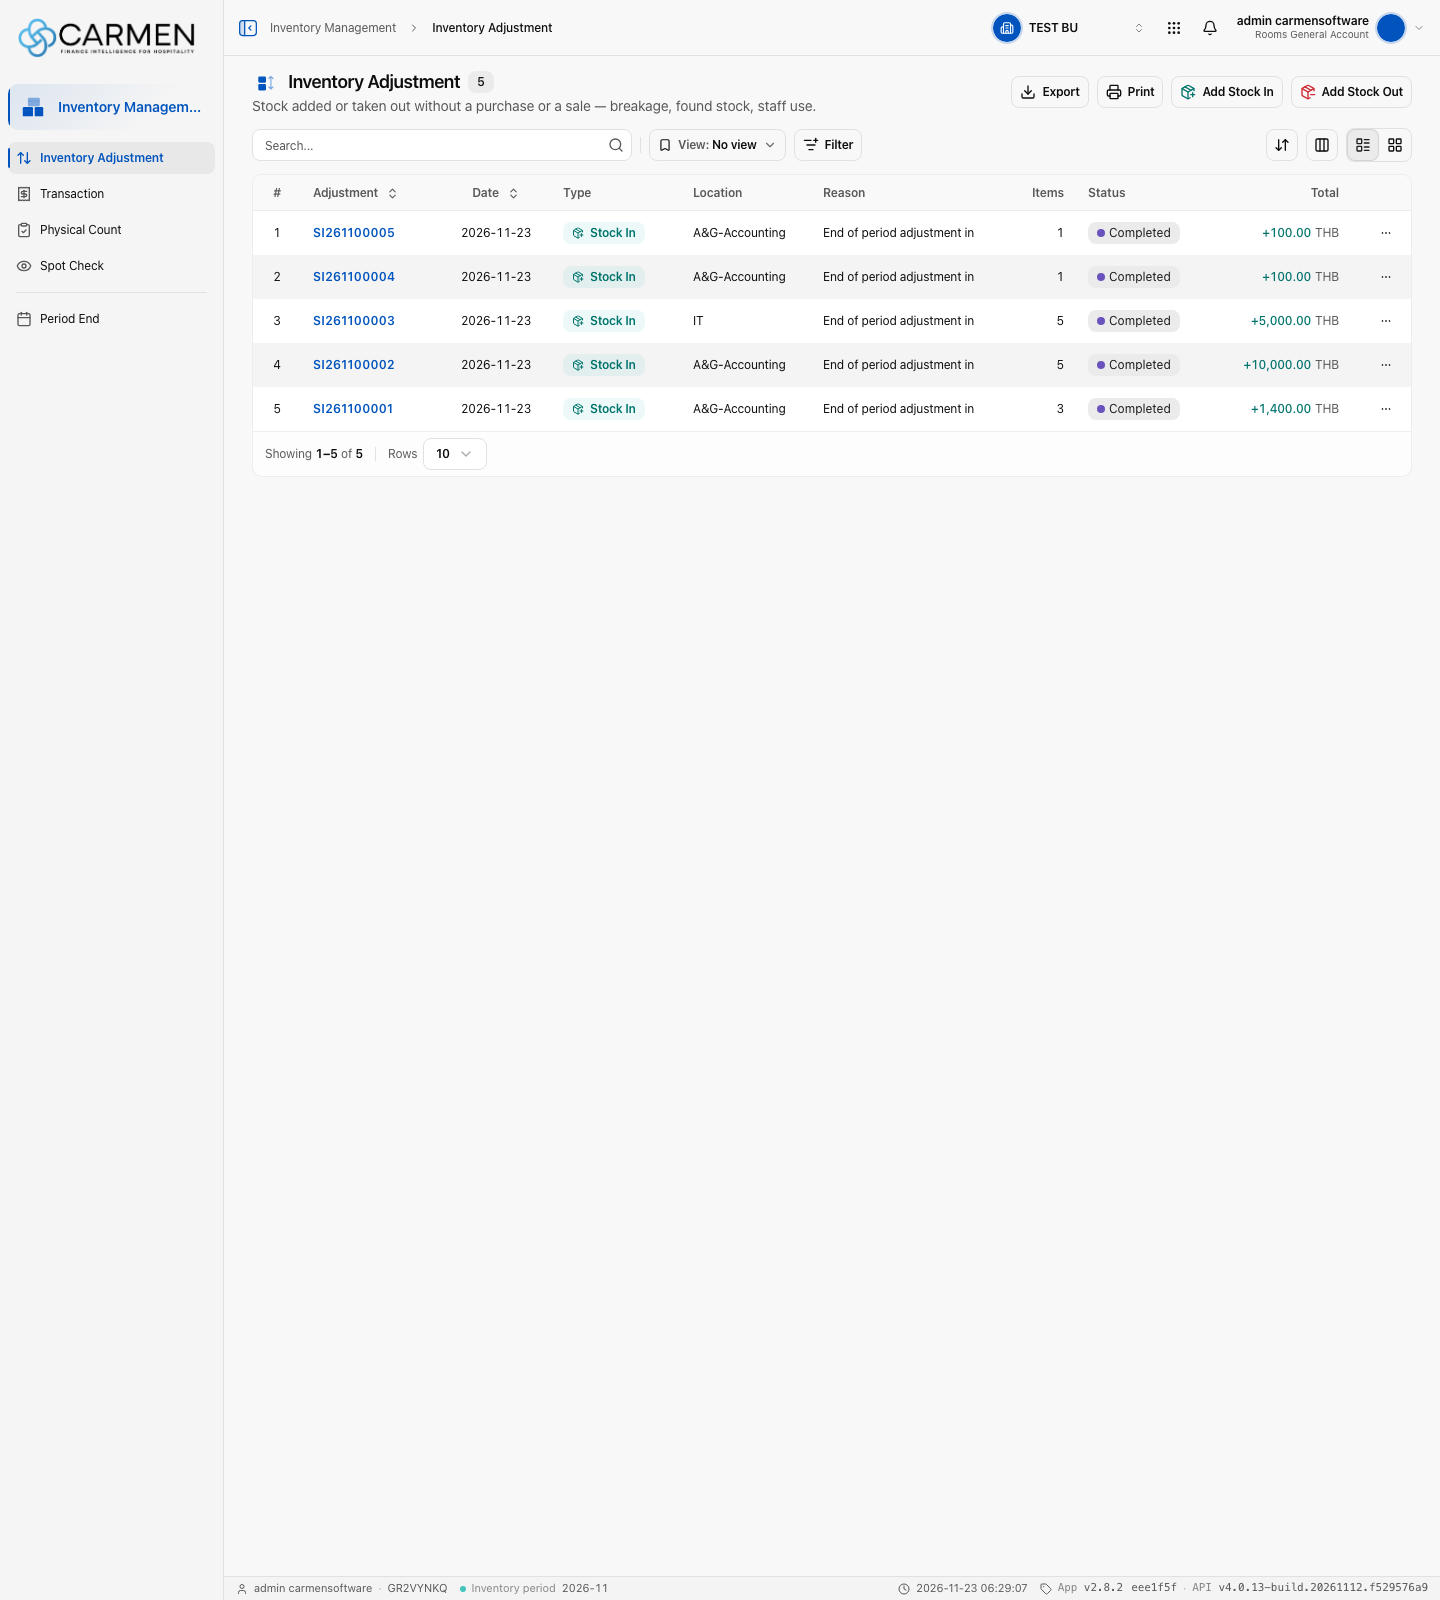 CARMEN
FINANCE INTELLIGENCE FOR HOSPITALITY
Inventory Managem...
Inventory Adjustment
Transaction
Physical Count
Spot Check
Period End
Inventory Management > Inventory Adjustment
TEST BU
admin carmensoftware
Rooms General Account
Inventory Adjustment 5
Stock added or taken out without a purchase or a sale — breakage, found stock, staff use.
Export Print Add Stock In Add Stock Out
Search... View: No view Filter
# Adjustment Date Type Location Reason Items Status Total
1 SI261100005 2026-11-23 Stock In A&G-Accounting End of period adjustment in 1 Completed +100.00 THB ...
2 SI261100004 2026-11-23 Stock In A&G-Accounting End of period adjustment in 1 Completed +100.00 THB ...
3 SI261100003 2026-11-23 Stock In IT End of period adjustment in 5 Completed +5,000.00 THB ...
4 SI261100002 2026-11-23 Stock In A&G-Accounting End of period adjustment in 5 Completed +10,000.00 THB ...
5 SI261100001 2026-11-23 Stock In A&G-Accounting End of period adjustment in 3 Completed +1,400.00 THB ...
Showing 1–5 of 5 Rows 10
admin carmensoftware · GR2VYNKQ Inventory period 2026-11
2026-11-23 06:29:07 App v2.8.2 eee1f5f · API v4.0.13-build.20261112.f529576a9